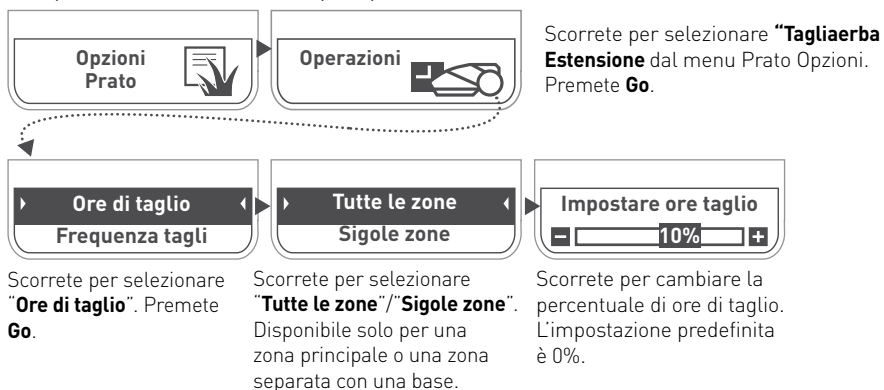 Opzioni
Prato
Operazioni
Scorrete per selezionare “Tagliaerba
Estensione dal menu Prato Opzioni.
Premete Go.
Ore di taglio
Frequenza tagli
Tutte le zone
Sigole zone
Impostare ore taglio
10%
Scorrete per selezionare
“Ore di taglio”. Premete
Go.
Scorrete per selezionare
“Tutte le zone”/“Sigole zone”.
Disponibile solo per una
zona principale o una zona
separata con una base.
Scorrete per cambiare la
percentuale di ore di taglio.
L’impostazione predefinita
è 0%.